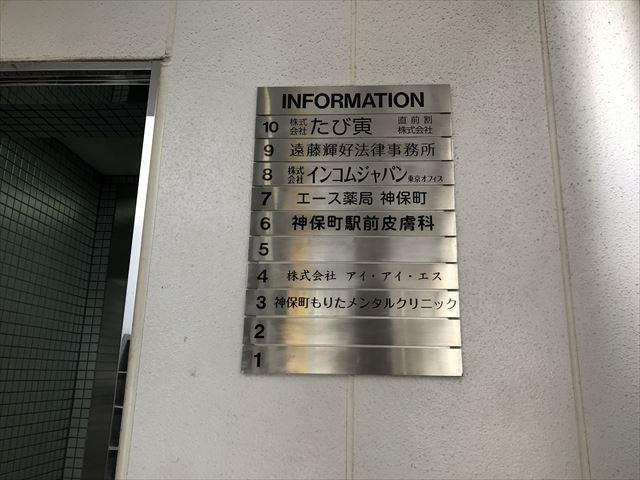 INFORMATION
10 株式会社 たび寅 直前割株式会社
9 遠藤輝好法律事務所
8 株式会社 インコムジャパン 東京オフィス
7 エース薬局 神保町
6 神保町駅前皮膚科
5
4 株式会社 アイ・アイ・エス
3 神保町もりたメンタルクリニック
2
1